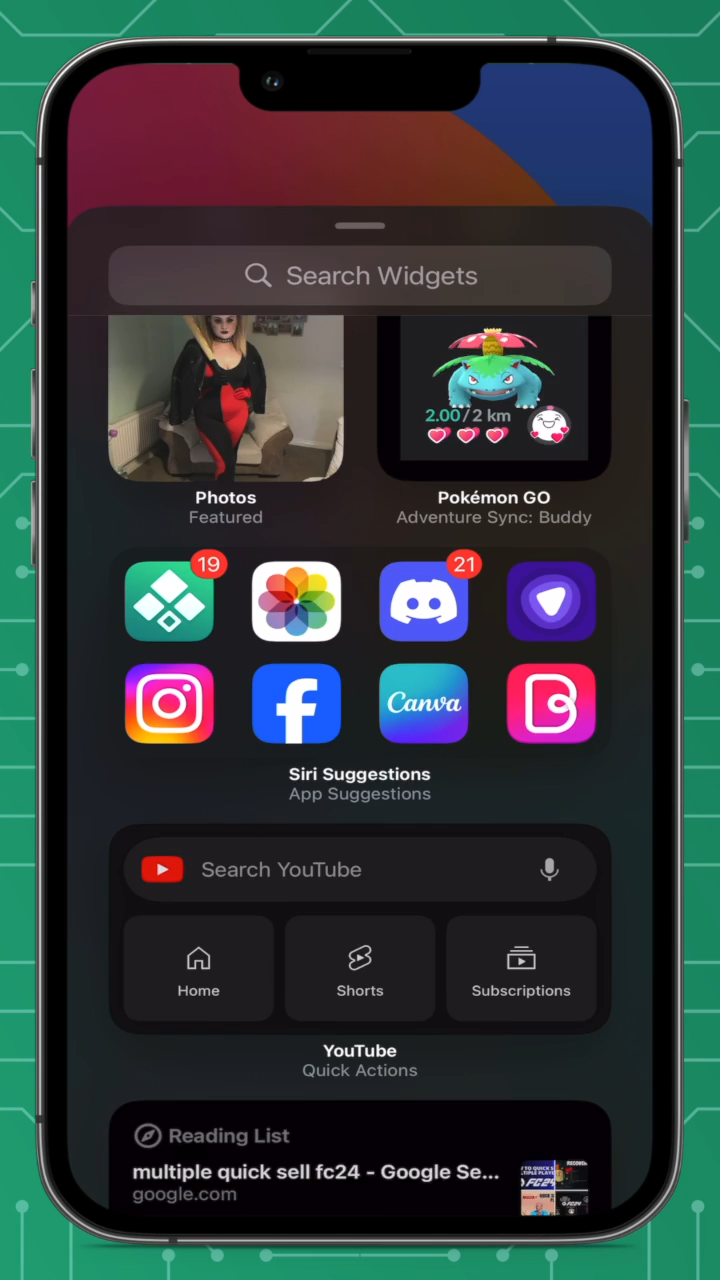 Search Widgets
2.00/2 km
Photos
Featured
Pokémon GO
Adventure Sync: Buddy
19
21
Canva
Siri Suggestions
App Suggestions
Search YouTube
Home
Shorts
Subscriptions
YouTube
Quick Actions
Reading List
multiple quick sell fc24 - Google Se...
google.com